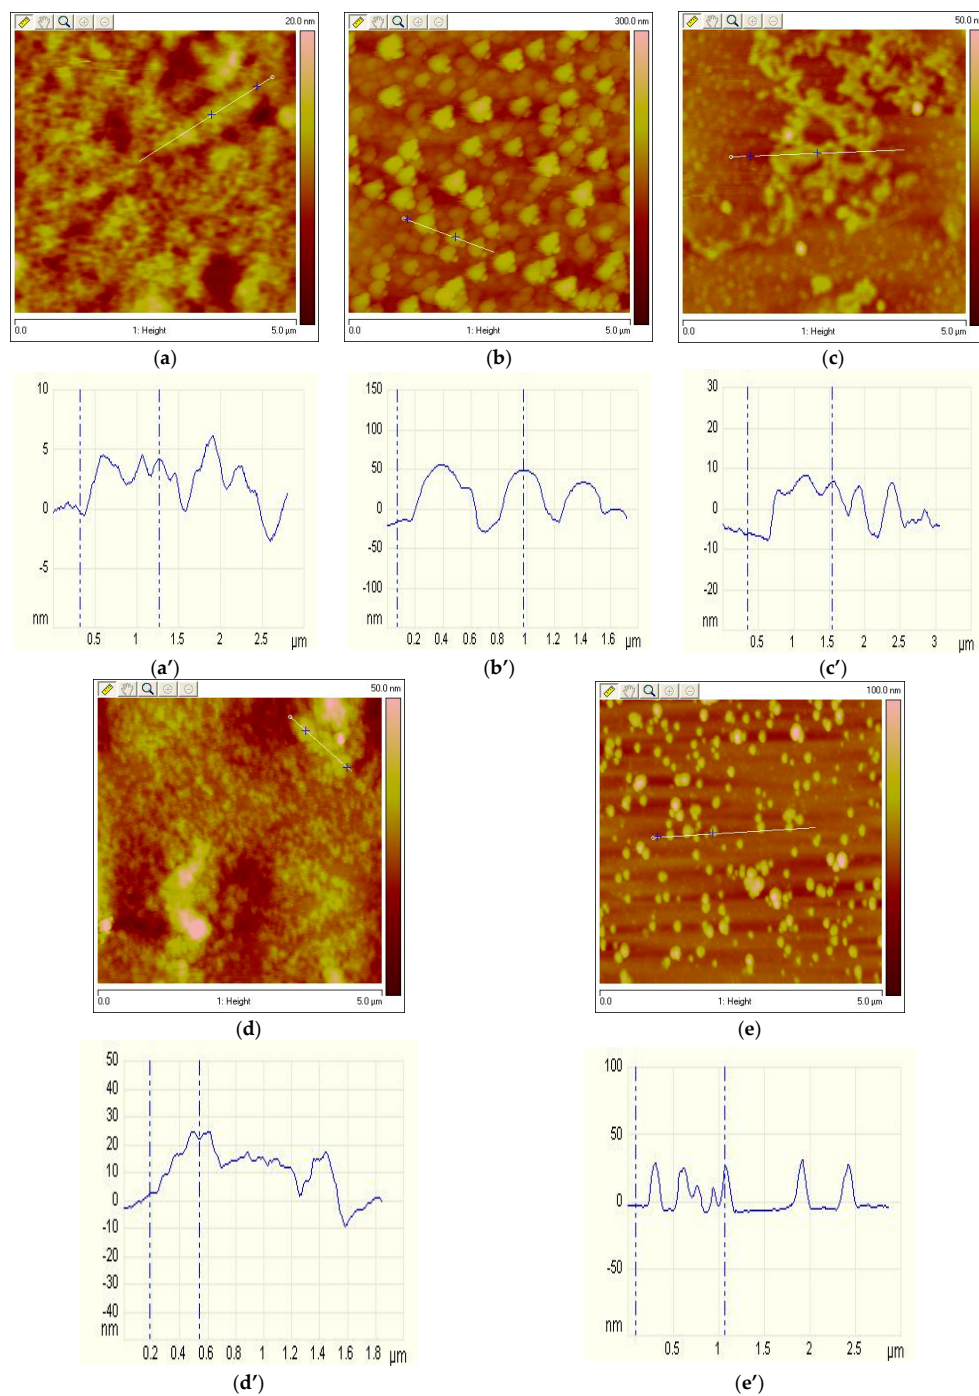 20.0 nm
300.0 nm
50.0 nm
0.0 1: Height 5.0 µm
0.0 1: Height 5.0 µm
0.0 1: Height 5.0 µm
(a)
(b)
(c)
10
5
0
-5
nm
0.5 1 1.5 2 2.5 µm
150
100
50
0
-50
-100
nm
0.2 0.4 0.6 0.8 1 1.2 1.4 1.6 µm
30
20
10
0
-10
-20
nm
0.5 1 1.5 2 2.5 3 µm
(a')
(b')
(c')
50.0 nm
100.0 nm
0.0 1: Height 5.0 µm
0.0 1: Height 5.0 µm
(d)
(e)
50
40
30
20
10
0
-10
-20
-30
-40
nm
0.2 0.4 0.6 0.8 1 1.2 1.4 1.6 1.8 µm
100
50
0
-50
-100
nm
0.5 1 1.5 2 2.5 µm
(d')
(e')